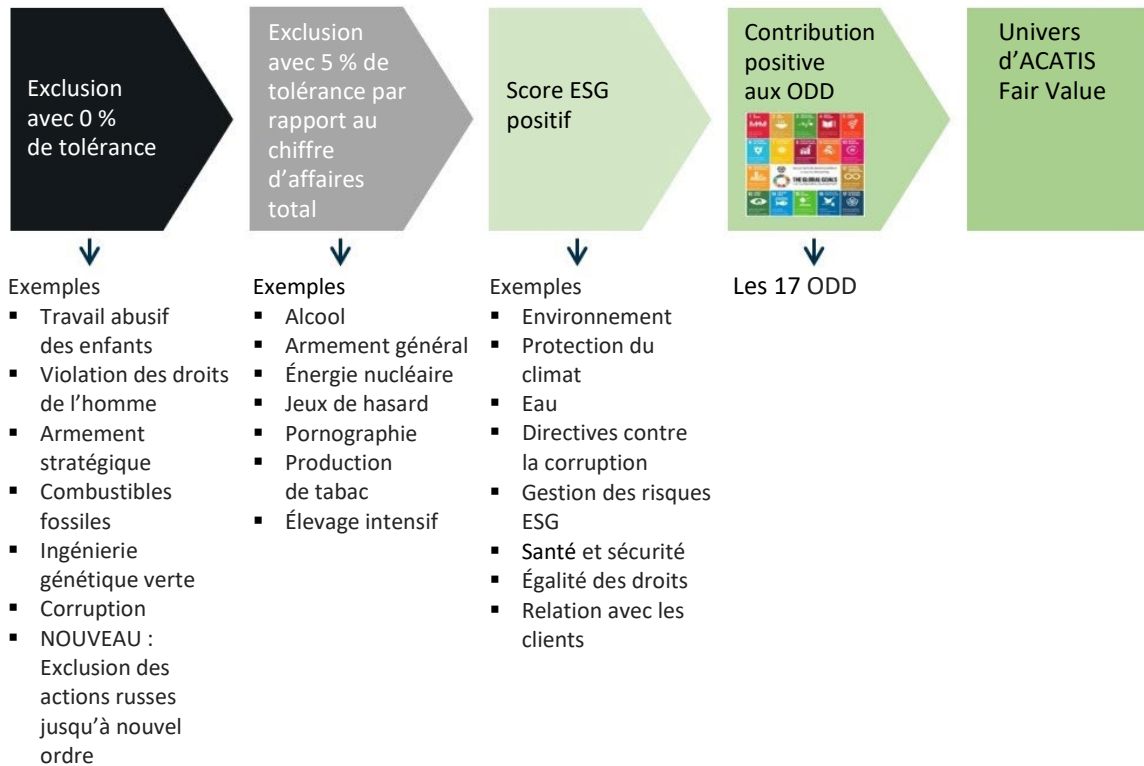 Exclusion
avec 0 %
de tolérance
Exclusion
avec 5 % de
tolérance par
rapport au
chiffre
d’affaires
total
Score ESG
positif
Contribution
positive
aux ODD
THE GLOBAL GOALS
Univers
d’ACATIS
Fair Value
Exemples
▪ Travail abusif
des enfants
▪ Violation des droits
de l’homme
▪ Armement
stratégique
▪ Combustibles
fossiles
▪ Ingénierie
génétique verte
▪ Corruption
▪ NOUVEAU :
Exclusion des
actions russes
jusqu’à nouvel
ordre
Exemples
▪ Alcool
▪ Armement général
▪ Énergie nucléaire
▪ Jeux de hasard
▪ Pornographie
▪ Production
de tabac
▪ Élevage intensif
Exemples
▪ Environnement
▪ Protection du
climat
▪ Eau
▪ Directives contre
la corruption
▪ Gestion des risques
ESG
▪ Santé et sécurité
▪ Égalité des droits
▪ Relation avec les
clients
Les 17 ODD